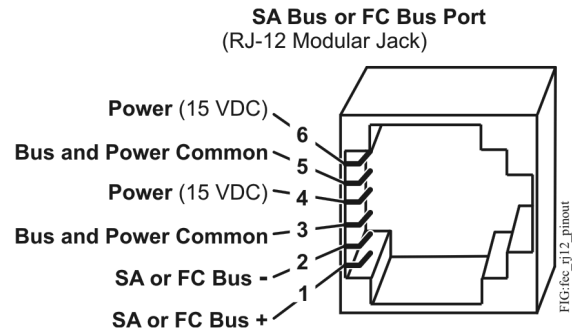 SA Bus or FC Bus Port
(RJ-12 Modular Jack)
Power (15 VDC) 6
Bus and Power Common 5
Power (15 VDC) 4
Bus and Power Common 3
SA or FC Bus - 2
SA or FC Bus + 1
FIG:fec_rj12_pinout